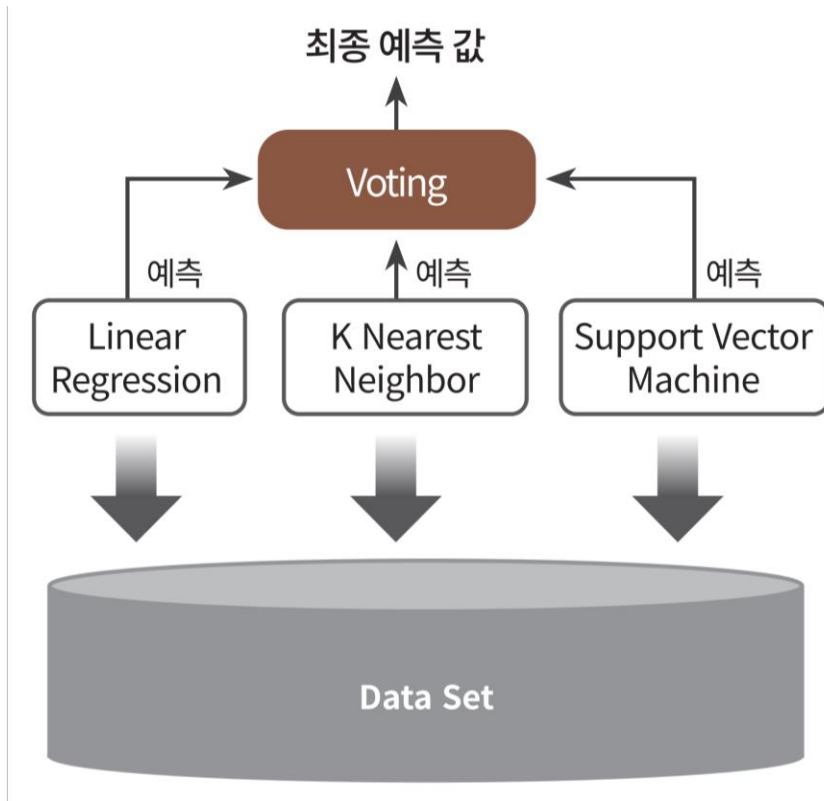 최종 예측 값
Voting
예측
예측
예측
Linear
Regression
K Nearest
Neighbor
Support Vector
Machine
Data Set